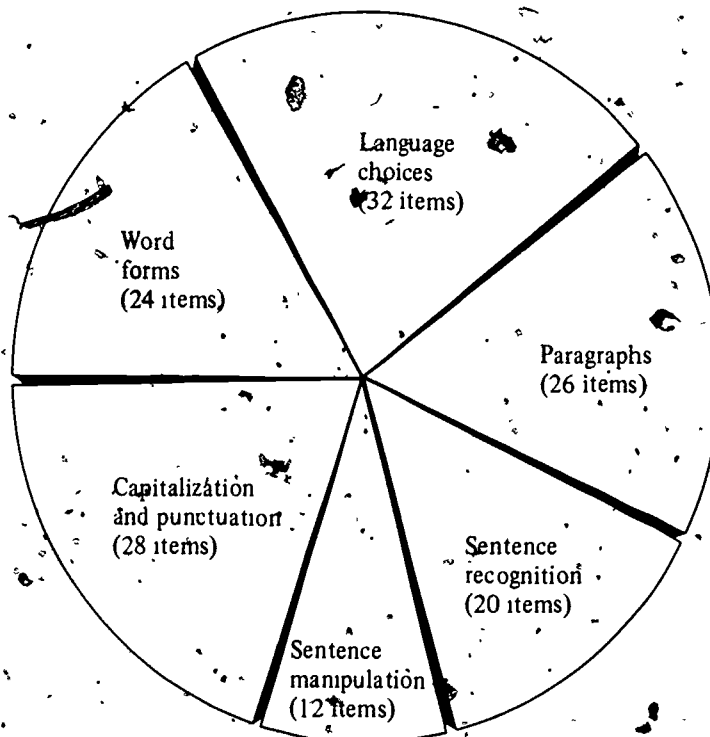 Language
choices
(32 items)
Word
forms
(24 items)
Paragraphs
(26 items)
Capitalization
and punctuation
(28 items)
Sentence
recognition
(20 items)
Sentence
manipulation
(12 items)